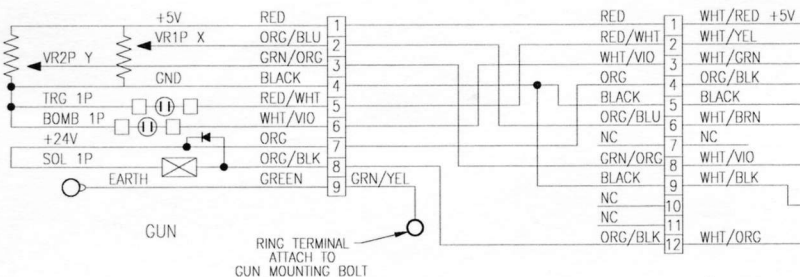 +5V RED 1 RED 1 WHT/RED +5V
VR1P X ORG/BLU 2 RED/WHT 2 WHT/YEL
VR2P Y GRN/ORG 3 WHT/VIO 3 WHT/GRN
GND BLACK 4 ORG 4 ORG/BLK
TRG 1P RED/WHT 5 BLACK 5 BLACK
BOMB 1P WHT/VIO 6 ORG/BLU 6 WHT/BRN
+24V ORG 7 NC 7 NC
SOL 1P ORG/BLK 8 GRN/ORG 8 WHT/VIO
EARTH GREEN 9 GRN/YEL BLACK 9 WHT/BLK
NC 10
NC 11
ORG/BLK 12 WHT/ORG
GUN
RING TERMINAL
ATTACH TO
GUN MOUNTING BOLT